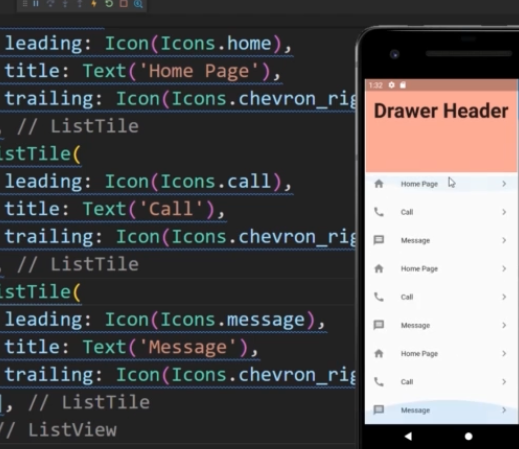 leading: Icon(Icons.home),
title: Text('Home Page'),
trailing: Icon(Icons.chevron_rig
, // ListTile
istTile(
leading: Icon(Icons.call),
title: Text('Call'),
trailing: Icon(Icons.chevron_rig
, // ListTile
istTile(
leading: Icon(Icons.message),
title: Text('Message'),
trailing: Icon(Icons.chevron_rig
, // ListTile
// ListView
1:32
Drawer Header
Home Page
Call
Message
Home Page
Call
Message
Home Page
Call
Message